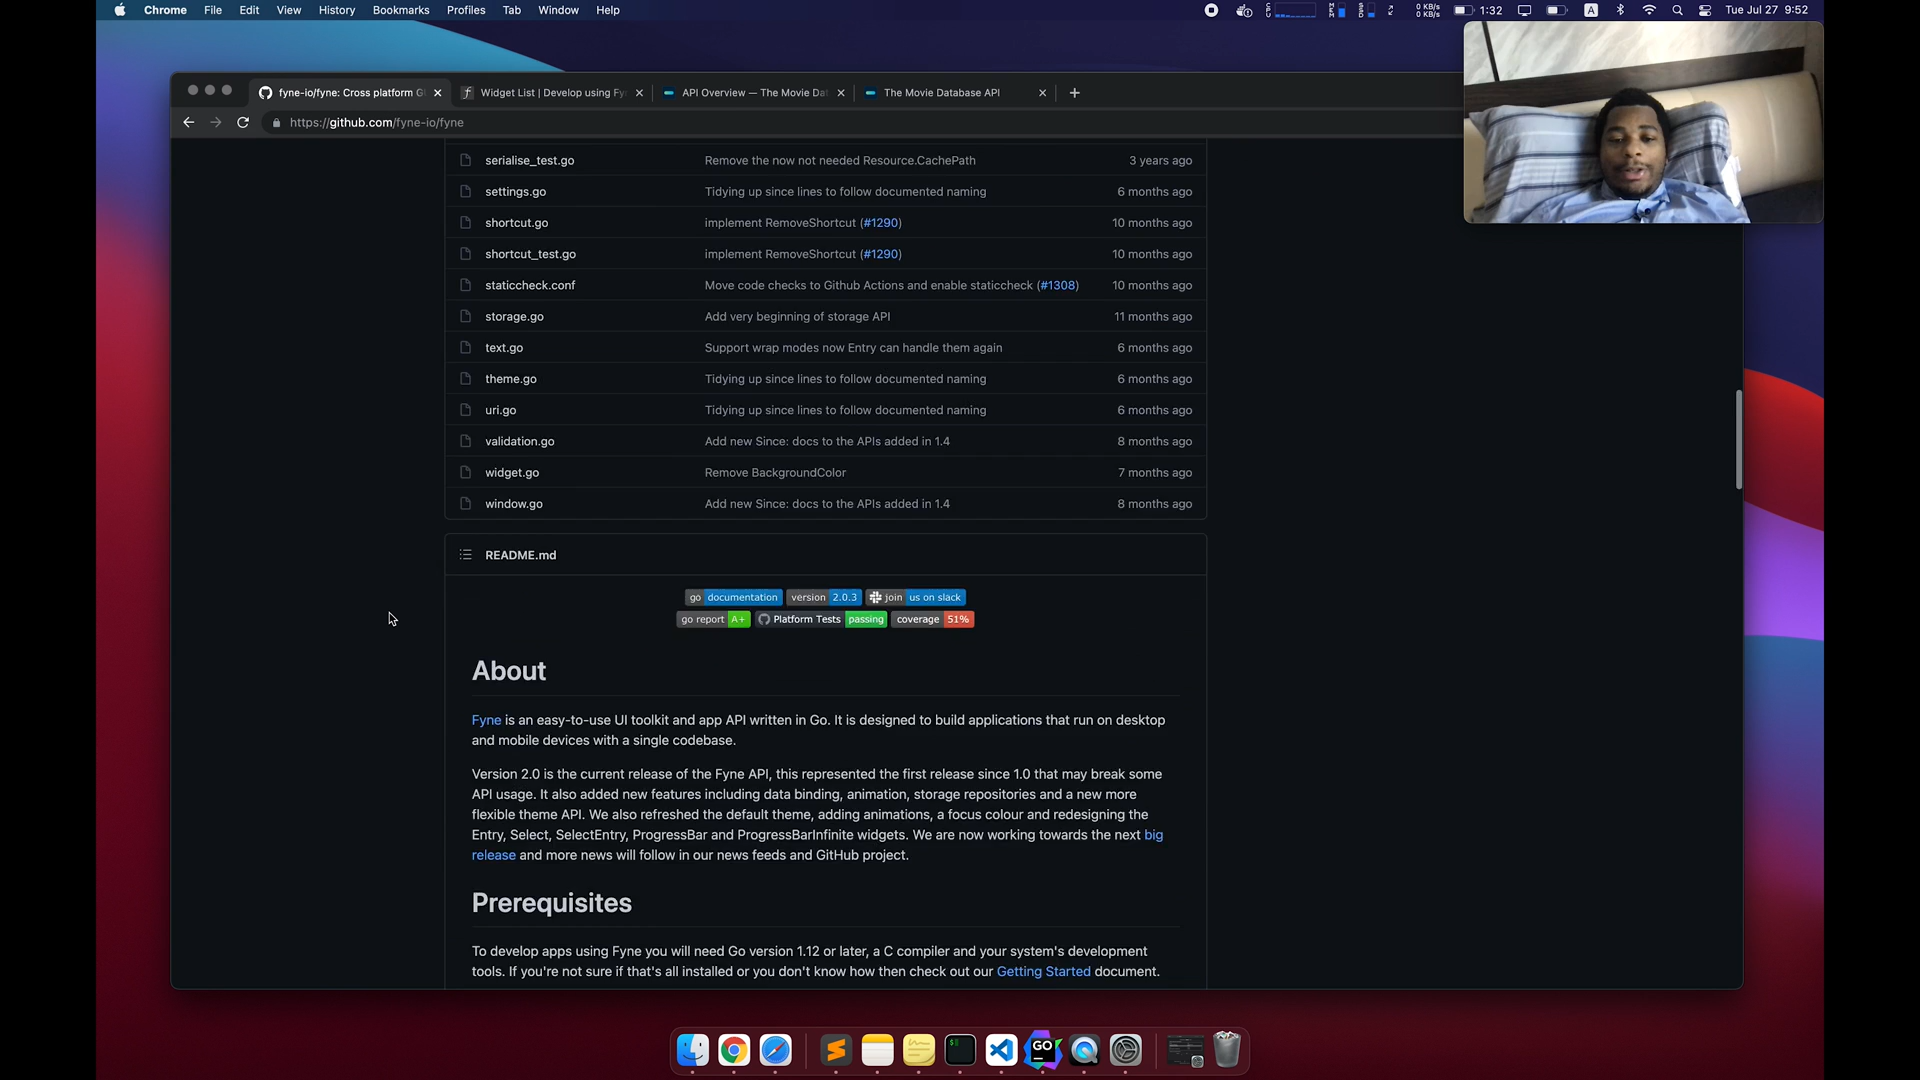 Chrome File Edit View History Bookmarks Profiles Tab Window Help
0 KB/s
0 KB/s
1:32
A
Tue Jul 27 9:52
fyne-io/fyne: Cross platform G
Widget List | Develop using Fy
API Overview — The Movie Dat
The Movie Database API
https://github.com/fyne-io/fyne
serialise_test.go Remove the now not needed Resource.CachePath 3 years ago
settings.go Tidying up since lines to follow documented naming 6 months ago
shortcut.go implement RemoveShortcut (#1290) 10 months ago
shortcut_test.go implement RemoveShortcut (#1290) 10 months ago
staticcheck.conf Move code checks to Github Actions and enable staticcheck (#1308) 10 months ago
storage.go Add very beginning of storage API 11 months ago
text.go Support wrap modes now Entry can handle them again 6 months ago
theme.go Tidying up since lines to follow documented naming 6 months ago
uri.go Tidying up since lines to follow documented naming 6 months ago
validation.go Add new Since: docs to the APIs added in 1.4 8 months ago
widget.go Remove BackgroundColor 7 months ago
window.go Add new Since: docs to the APIs added in 1.4 8 months ago
README.md
go documentation version 2.0.3 join us on slack
go report A+ Platform Tests passing coverage 51%
About
Fyne is an easy-to-use UI toolkit and app API written in Go. It is designed to build applications that run on desktop
and mobile devices with a single codebase.
Version 2.0 is the current release of the Fyne API, this represented the first release since 1.0 that may break some
API usage. It also added new features including data binding, animation, storage repositories and a new more
flexible theme API. We also refreshed the default theme, adding animations, a focus colour and redesigning the
Entry, Select, SelectEntry, ProgressBar and ProgressBarInfinite widgets. We are now working towards the next big
release and more news will follow in our news feeds and GitHub project.
Prerequisites
To develop apps using Fyne you will need Go version 1.12 or later, a C compiler and your system's development
tools. If you're not sure if that's all installed or you don't know how then check out our Getting Started document.
GO